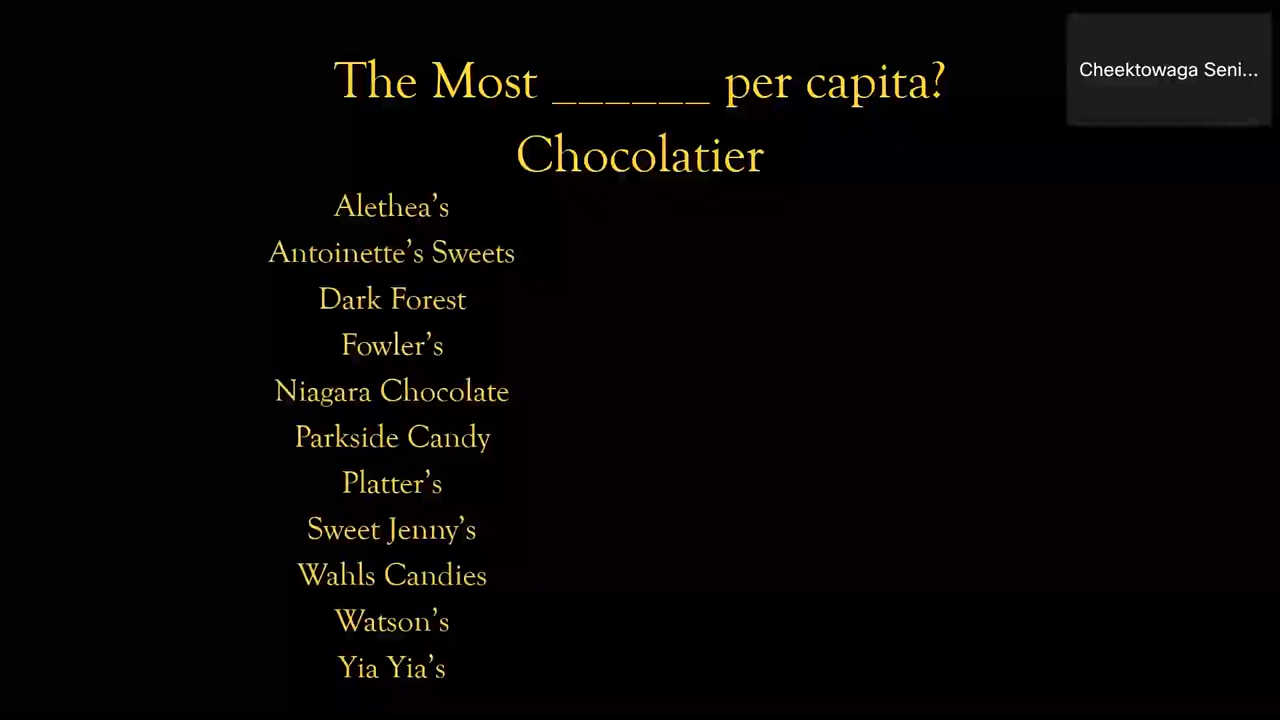 The Most ______ per capita?
Cheektowaga Seni...
Chocolatier
Alethea’s
Antoinette’s Sweets
Dark Forest
Fowler’s
Niagara Chocolate
Parkside Candy
Platter’s
Sweet Jenny’s
Wahls Candies
Watson’s
Yia Yia’s